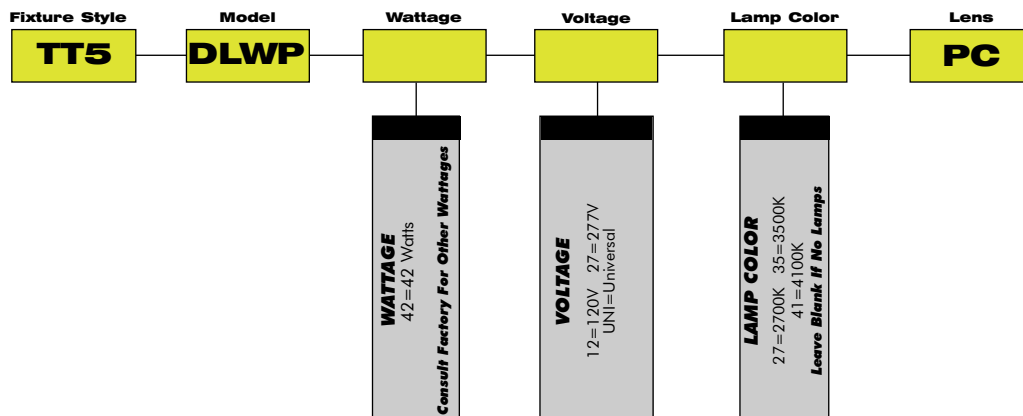 Fixture Style
Model
Wattage
Voltage
Lamp Color
Lens
TT5
DLWP
PC
WATTAGE
42=42 Watts
Consult Factory For Other Wattages
VOLTAGE
12=120V 27=277V
UNI=Universal
LAMP COLOR
27=2700K 35=3500K
41=4100K
Leave Blank If No Lamps